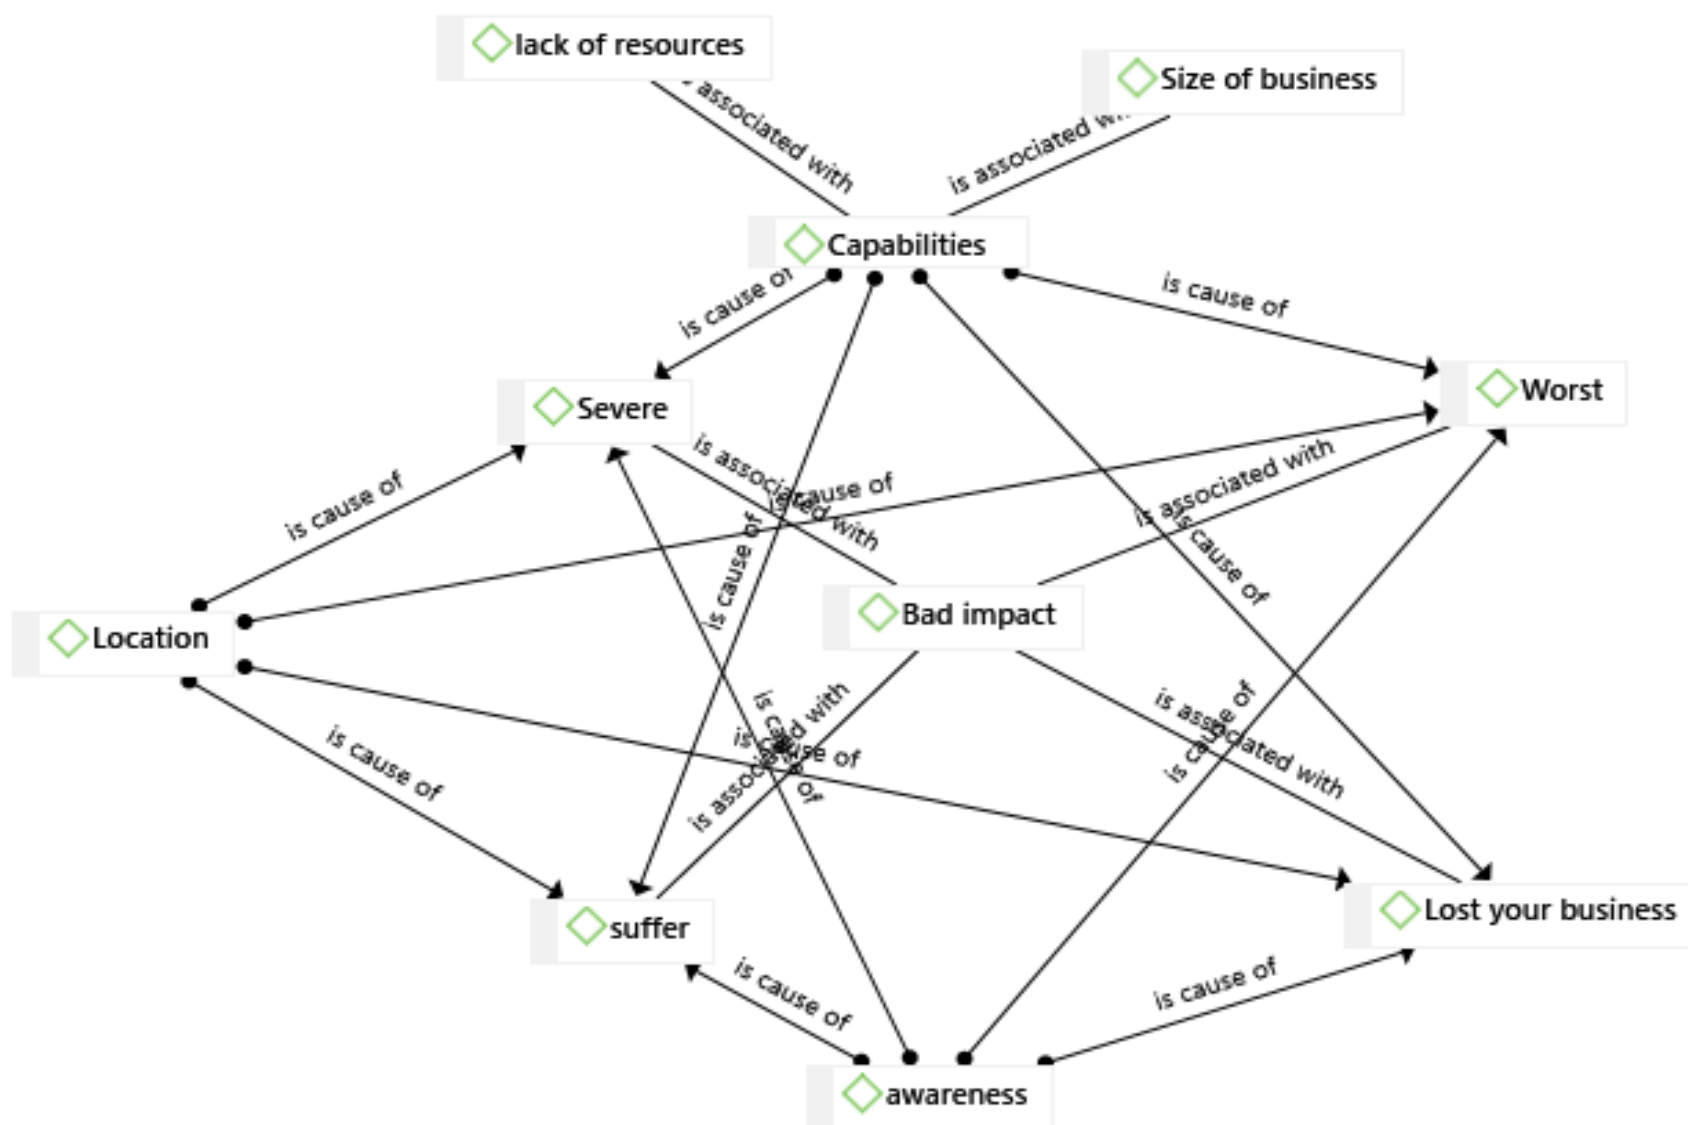 lack of resources
Size of business
associated with
is associated
Capabilities
is cause of
is cause of
Severe
Worst
is associated with
is cause of
is associated with
is cause of
is cause of
is cause of
Bad impact
Location
is cause of
is associated with
is cause of
is associated with
is cause of
is cause of
is cause of
suffer
Lost your business
is cause of
is cause of
awareness